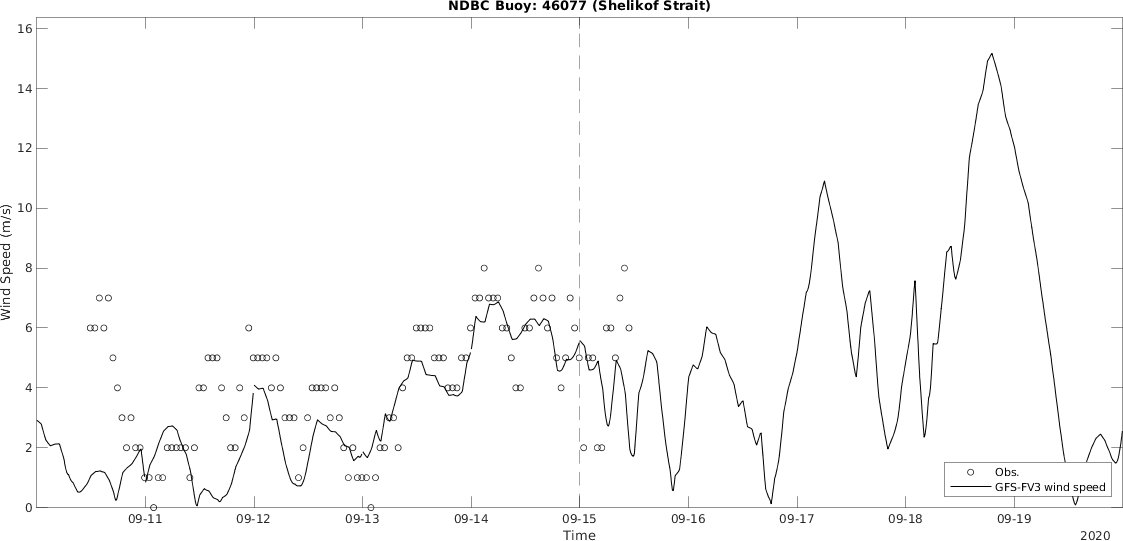 NDBC Buoy: 46077 (Shelikof Strait)
16
14
12
10
8
6
4
2
0
Wind Speed (m/s)
Obs.
GFS-FV3 wind speed
09-11 09-12 09-13 09-14 09-15 09-16 09-17 09-18 09-19
Time
2020